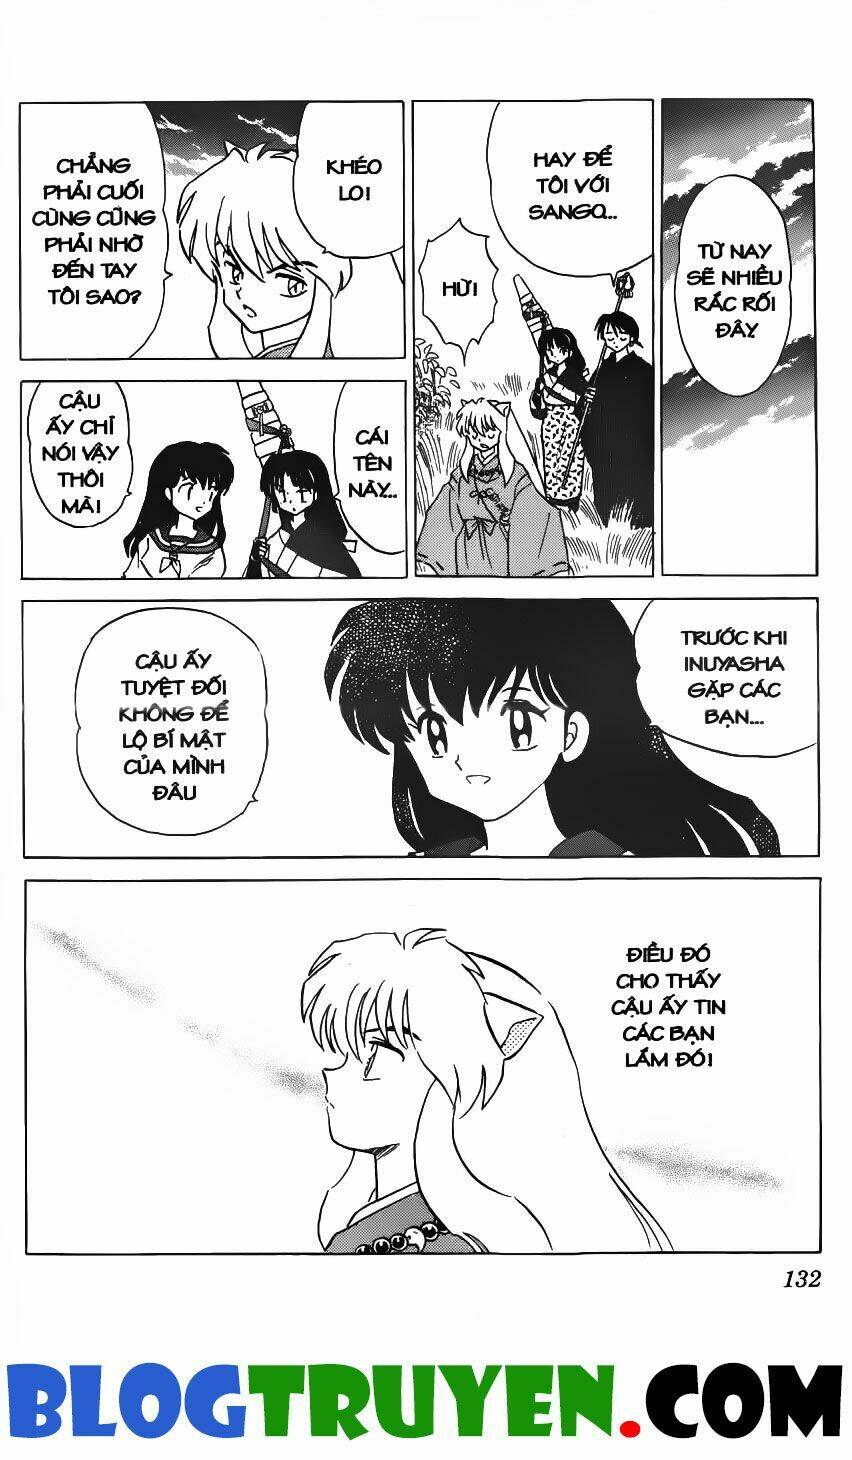 TỪ NAY
SẼ NHIỀU
RẮC RỐI
ĐÂY.
HAY ĐỂ
TÔI VỚI
SANGO...
HỪ!
KHÉO
LO!
CHẲNG
PHẢI CUỐI
CÙNG CŨNG
PHẢI NHỜ
ĐẾN TAY
TÔI SAO?
CÁI
TÊN
NÀY...
CẬU
ẤY CHỈ
NÓI VẬY
THÔI
MÀ!
TRƯỚC KHI
INUYASHA
GẶP CÁC
BẠN...
CẬU ẤY
TUYỆT ĐỐI
KHÔNG ĐỂ
LỘ BÍ MẬT
CỦA MÌNH
ĐÂU
ĐIỀU ĐÓ
CHO THẤY
CẬU ẤY TIN
CÁC BẠN
LẮM ĐÓ!
132
BLOGTRUYEN.COM